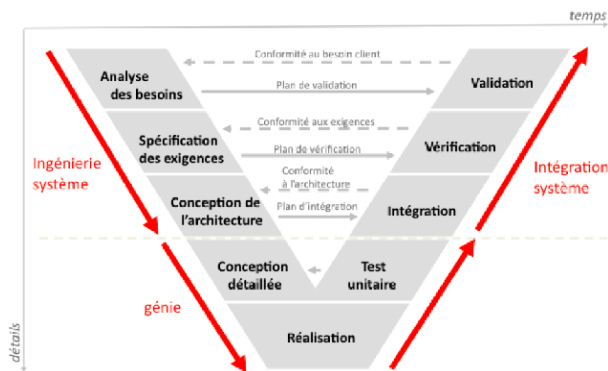 temps
Conformité au besoin client
Analyse
des besoins
Plan de validation
Validation
Conformité aux exigences
Spécification
des exigences
Plan de vérification
Vérification
Ingénierie
système
Conformité
à l'architecture
Intégration
système
Conception de
l'architecture
Plan d'intégration
Intégration
Conception
détaillée
Test
unitaire
génie
Réalisation
détails